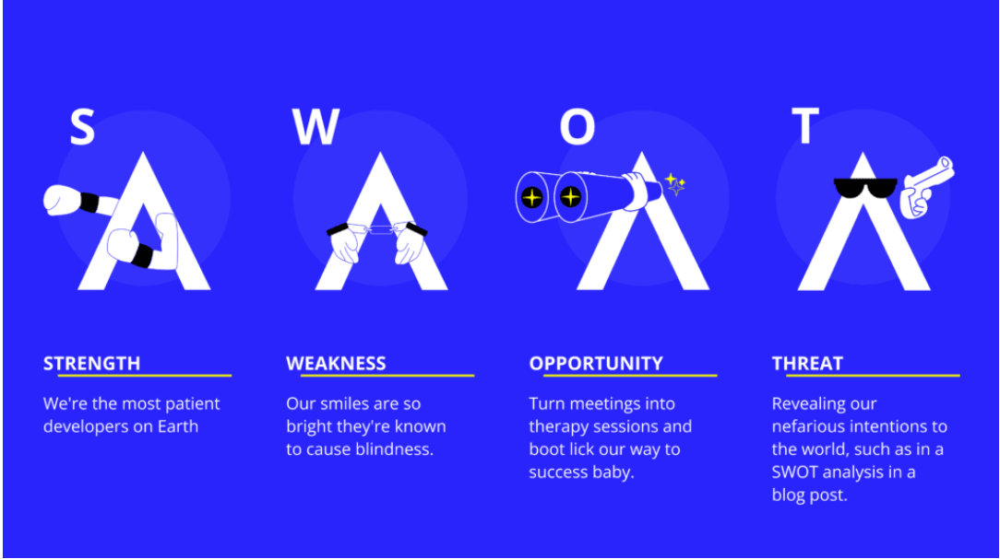 S
W
O
T
STRENGTH
We're the most patient
developers on Earth
WEAKNESS
Our smiles are so
bright they're known
to cause blindness.
OPPORTUNITY
Turn meetings into
therapy sessions and
boot lick our way to
success baby.
THREAT
Revealing our
nefarious intentions to
the world, such as in a
SWOT analysis in a
blog post.